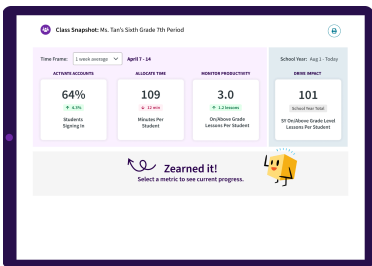 Class Snapshot: Ms. Tan's Sixth Grade 7th Period
Time Frame: 1 week average April 7 - 14
School Year: Aug 1 - Today
ACTIVATE ACCOUNTS
64%
4.5%
Students
Signing In
ALLOCATE TIME
109
12 min
Minutes Per
Student
MONITOR PRODUCTIVITY
3.0
1.2 lessons
On/Above Grade
Lessons Per Student
DRIVE IMPACT
101
School Year Total
SY On/Above Grade Level
Lessons Per Student
Zearned it!
Select a metric to see current progress.